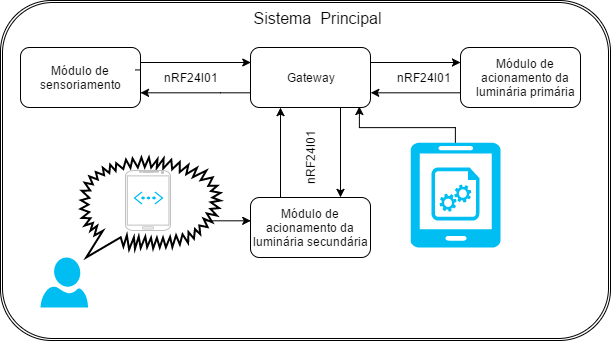 Sistema Principal
Módulo de
sensoriamento
nRF24l01
Gateway
nRF24l01
Módulo de
acionamento da
luminária primária
nRF24l01
Módulo de
acionamento da
luminária secundária